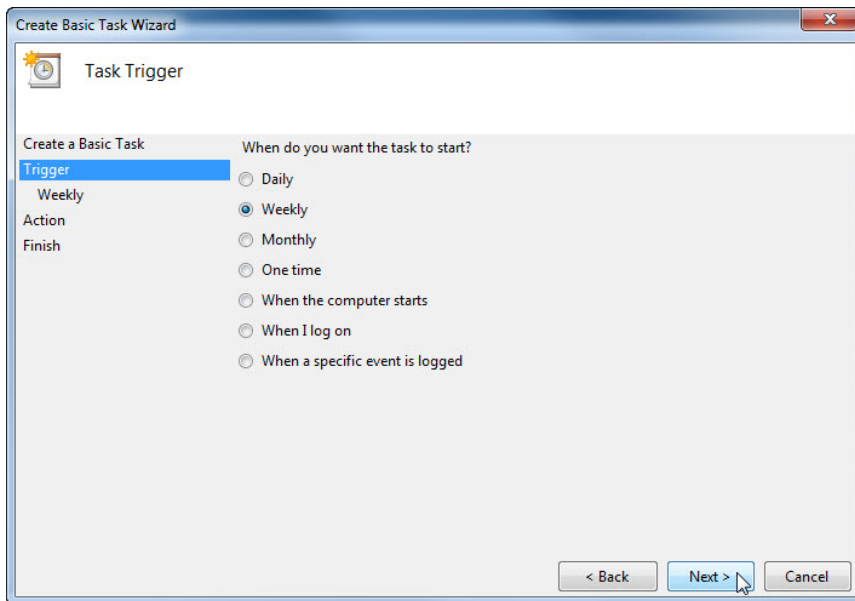 Create Basic Task Wizard
Task Trigger
Create a Basic Task
Trigger
Weekly
Action
Finish
When do you want the task to start?
Daily
Weekly
Monthly
One time
When the computer starts
When I log on
When a specific event is logged
< Back
Next >
Cancel